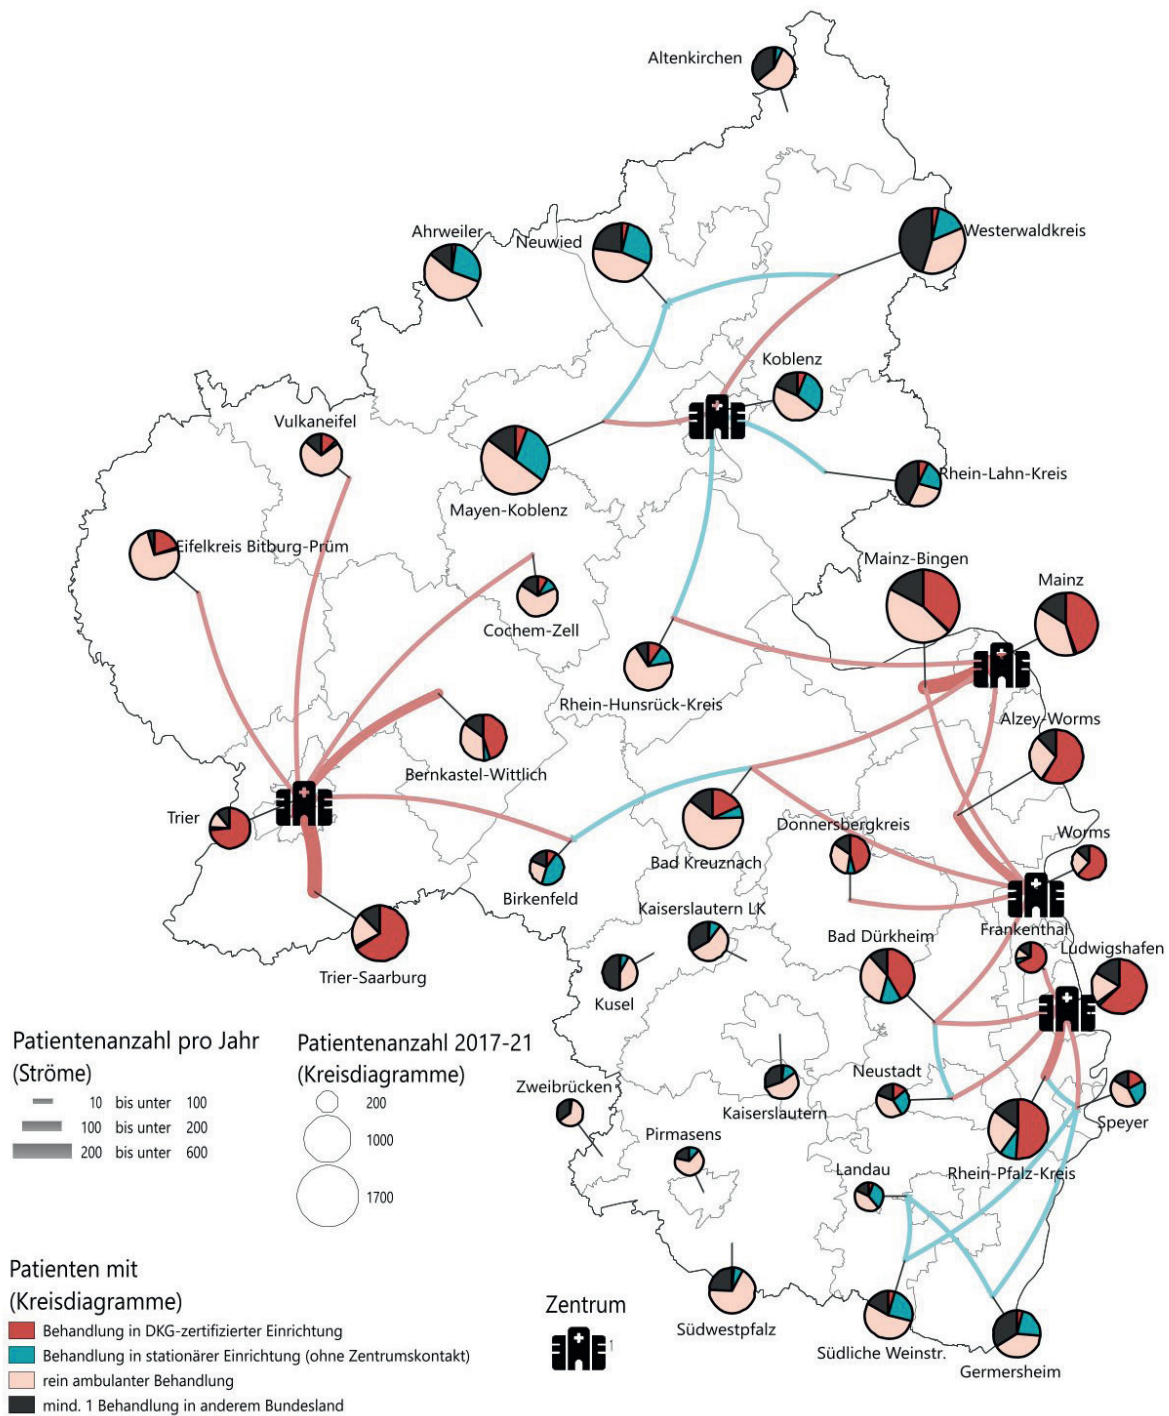 Altenkirchen
Westerwaldkreis
Ahrweiler
Neuwied
Koblenz
Vulkaneifel
Rhein-Lahn-Kreis
Mayen-Koblenz
Eifelkreis Bitburg-Prüm
Mainz-Bingen
Mainz
Cochem-Zell
Rhein-Hunsrück-Kreis
Alzey-Worms
Bernkastel-Wittlich
Trier
Donnersbergkreis
Worms
Bad Kreuznach
Birkenfeld
Kaiserslautern LK
Bad Dürkheim
Frankenthal
Ludwigshafen
Trier-Saarburg
Kusel
Patientenanzahl pro Jahr
(Ströme)
10 bis unter 100
100 bis unter 200
200 bis unter 600
Patientenanzahl 2017-21
(Kreisdiagramme)
200
1000
1700
Zweibrücken
Kaiserslautern
Neustadt
Speyer
Pirmasens
Landau
Rhein-Pfalz-Kreis
Südwestpfalz
Südliche Weinstr.
Germersheim
Patienten mit
(Kreisdiagramme)
Behandlung in DKG-zertifizierter Einrichtung
Behandlung in stationärer Einrichtung (ohne Zentrumskontakt)
rein ambulanter Behandlung
mind. 1 Behandlung in anderem Bundesland
Zentrum
1